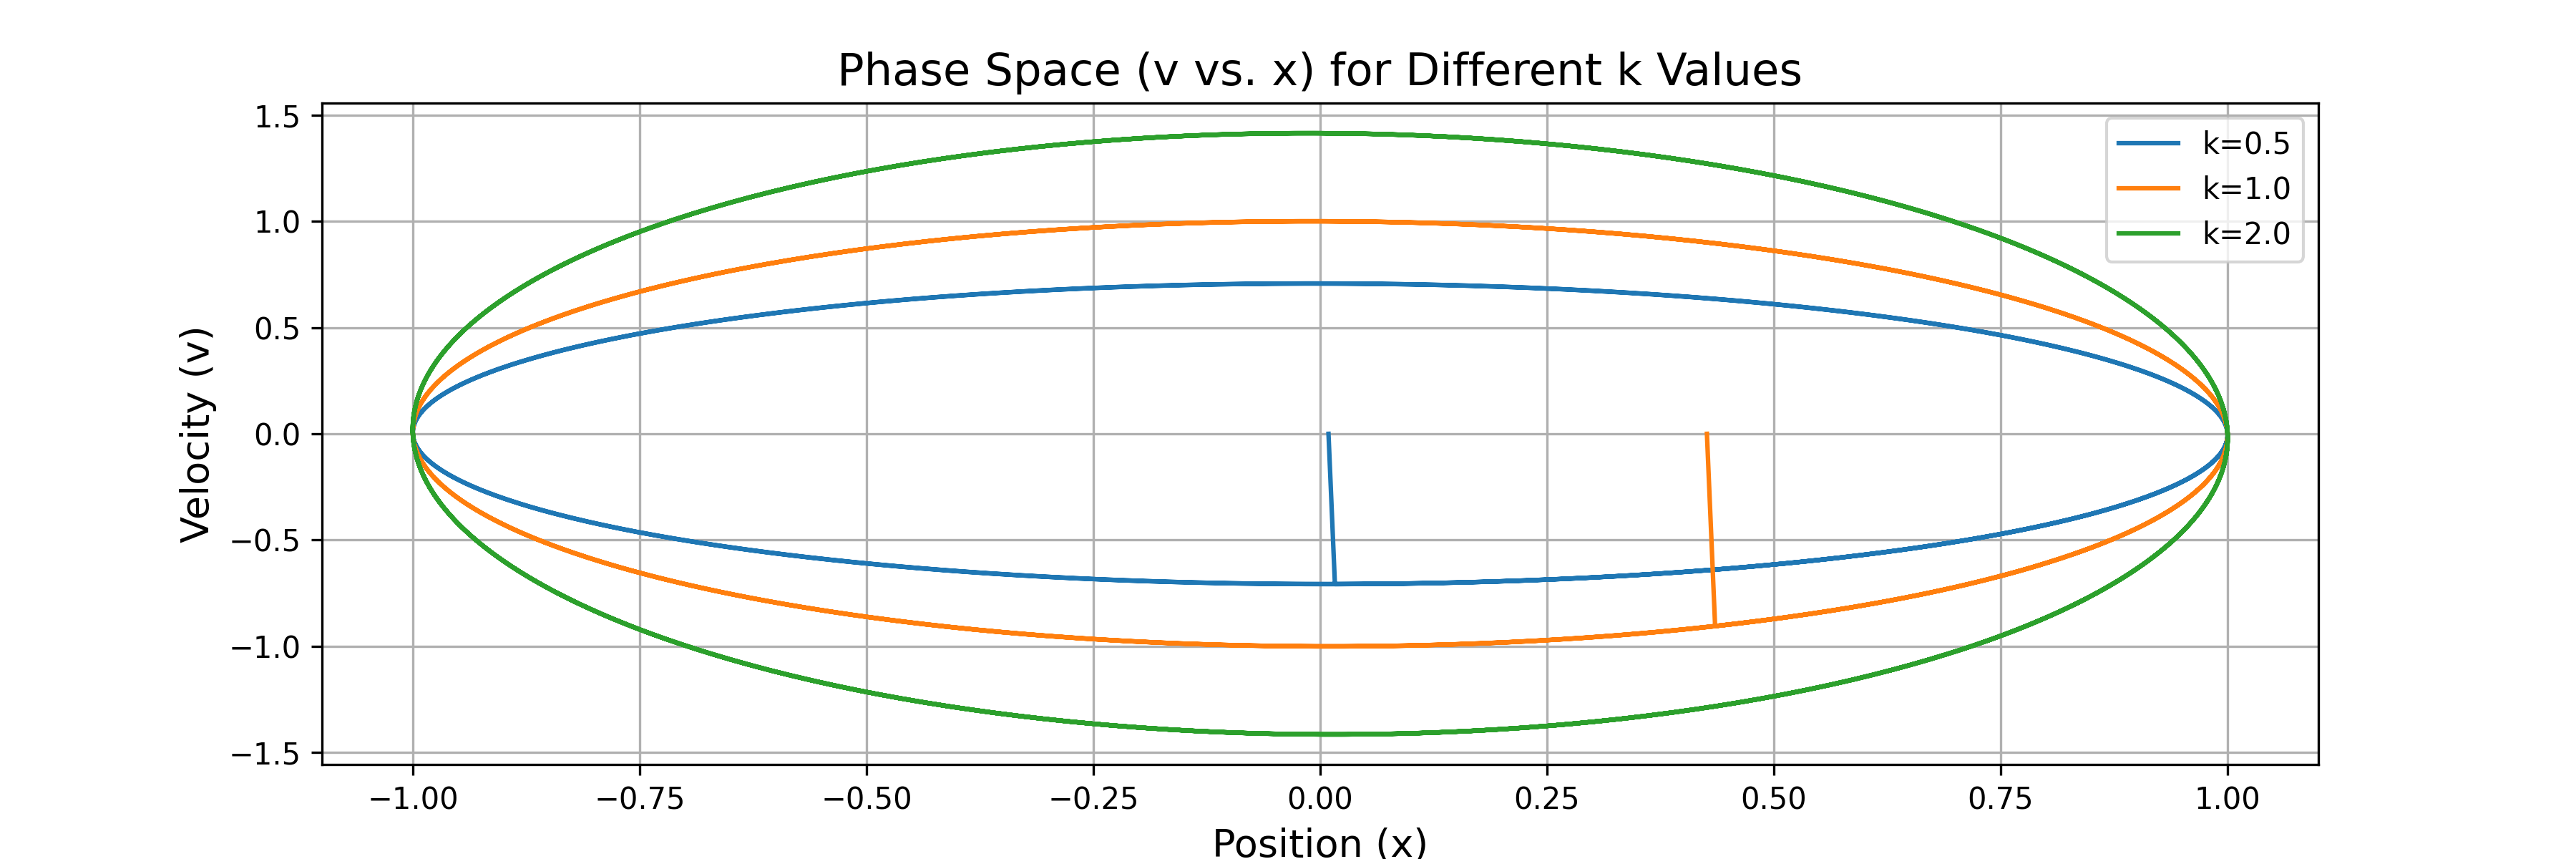 Phase Space (v vs. x) for Different k Values
1.5
1.0
0.5
0.0
−0.5
−1.0
−1.5
Velocity (v)
k=0.5
k=1.0
k=2.0
−1.00 −0.75 −0.50 −0.25 0.00 0.25 0.50 0.75 1.00
Position (x)